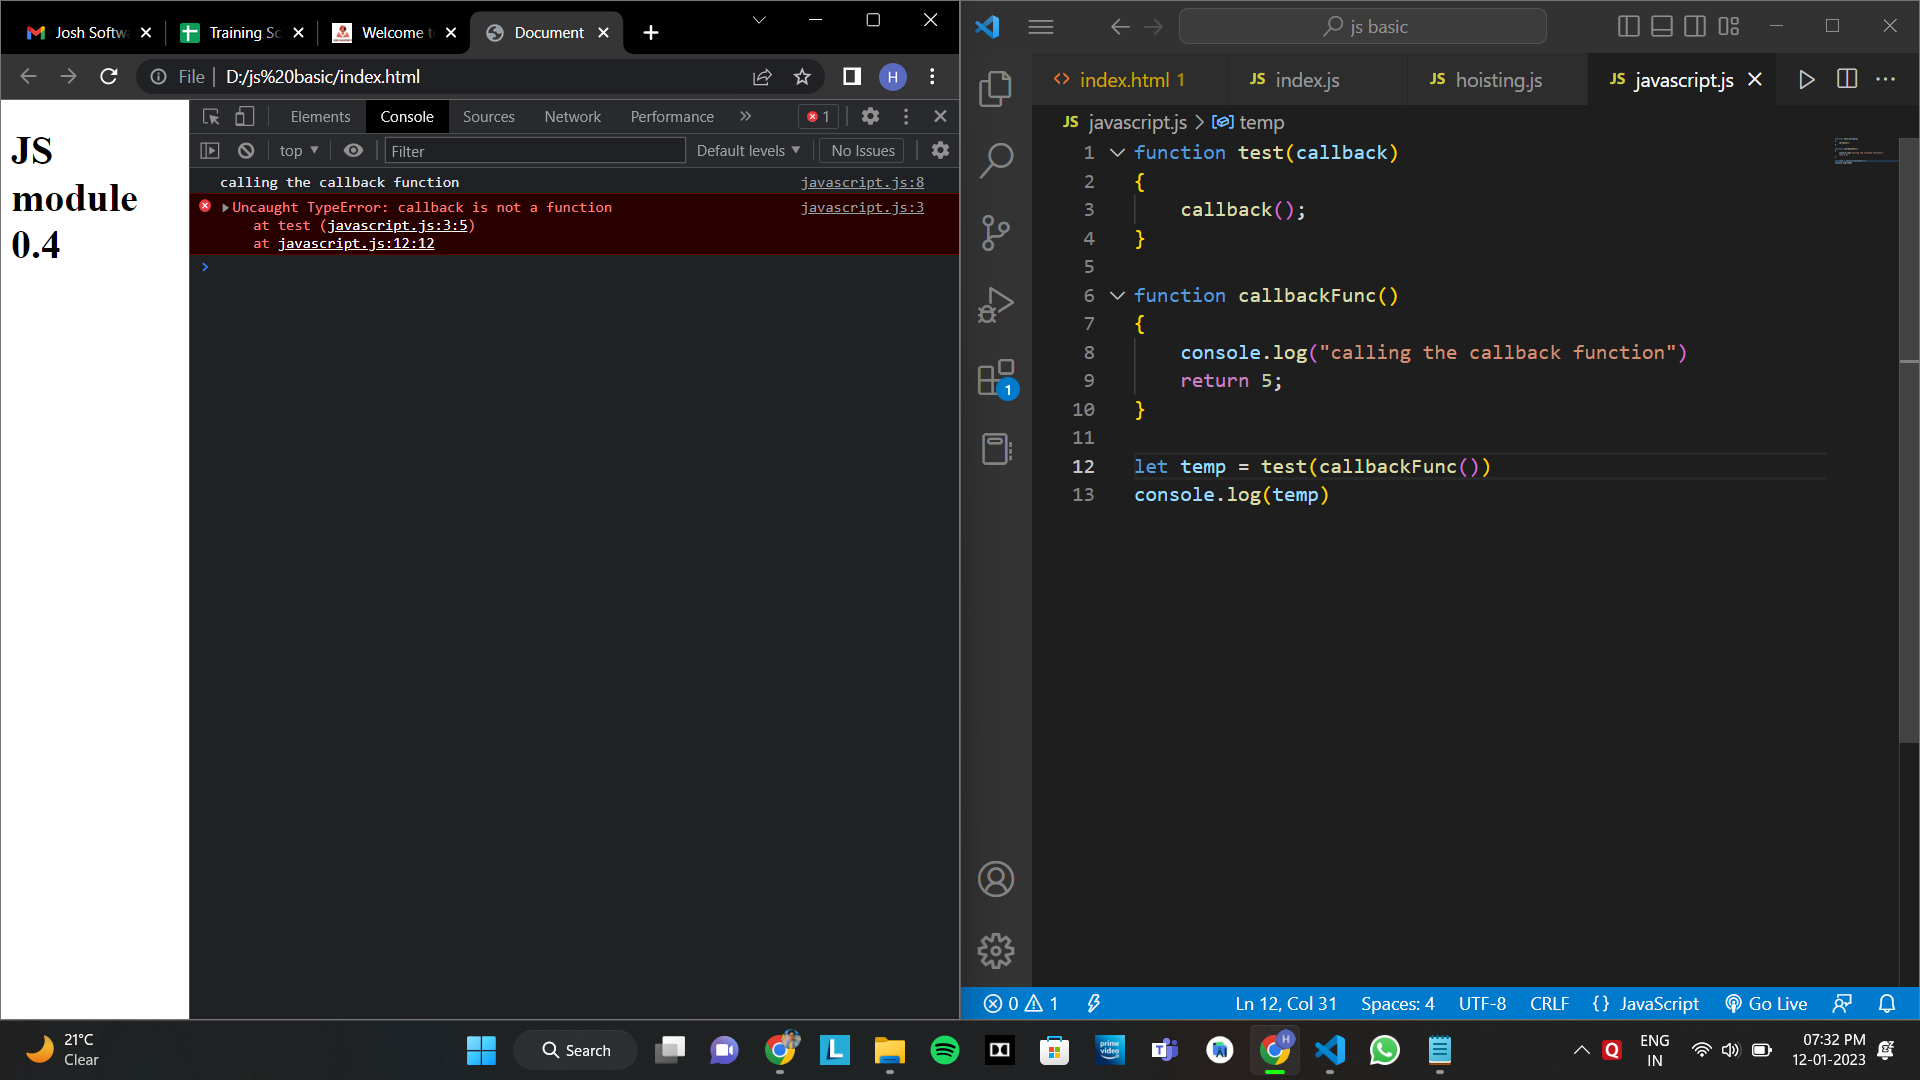 Josh Softw
Training Sc
Welcome t
Document
File
D:/js%20basic/index.html
H
JS
module
0.4
Elements
Console
Sources
Network
Performance
1
top
Filter
Default levels
No Issues
calling the callback function
javascript.js:8
Uncaught TypeError: callback is not a function
javascript.js:3
at test (javascript.js:3:5)
at javascript.js:12:12
js basic
index.html 1
JS index.js
JS hoisting.js
JS javascript.js
JS javascript.js > temp
1 function test(callback)
2 {
3 callback();
4 }
5
6 function callbackFunc()
7 {
8 console.log("calling the callback function")
9 return 5;
10 }
11
12 let temp = test(callbackFunc())
13 console.log(temp)
1
0 1
Ln 12, Col 31
Spaces: 4
UTF-8
CRLF
{ } JavaScript
Go Live
21°C
Clear
Search
L
prime video
H
Q
ENG
IN
07:32 PM
12-01-2023